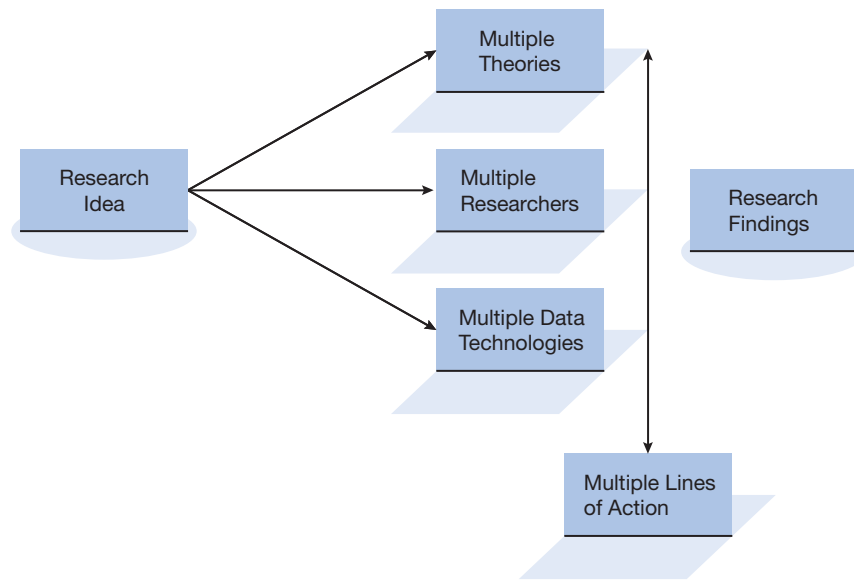 Multiple
Theories
Research
Idea
Multiple
Researchers
Research
Findings
Multiple Data
Technologies
Multiple Lines
of Action